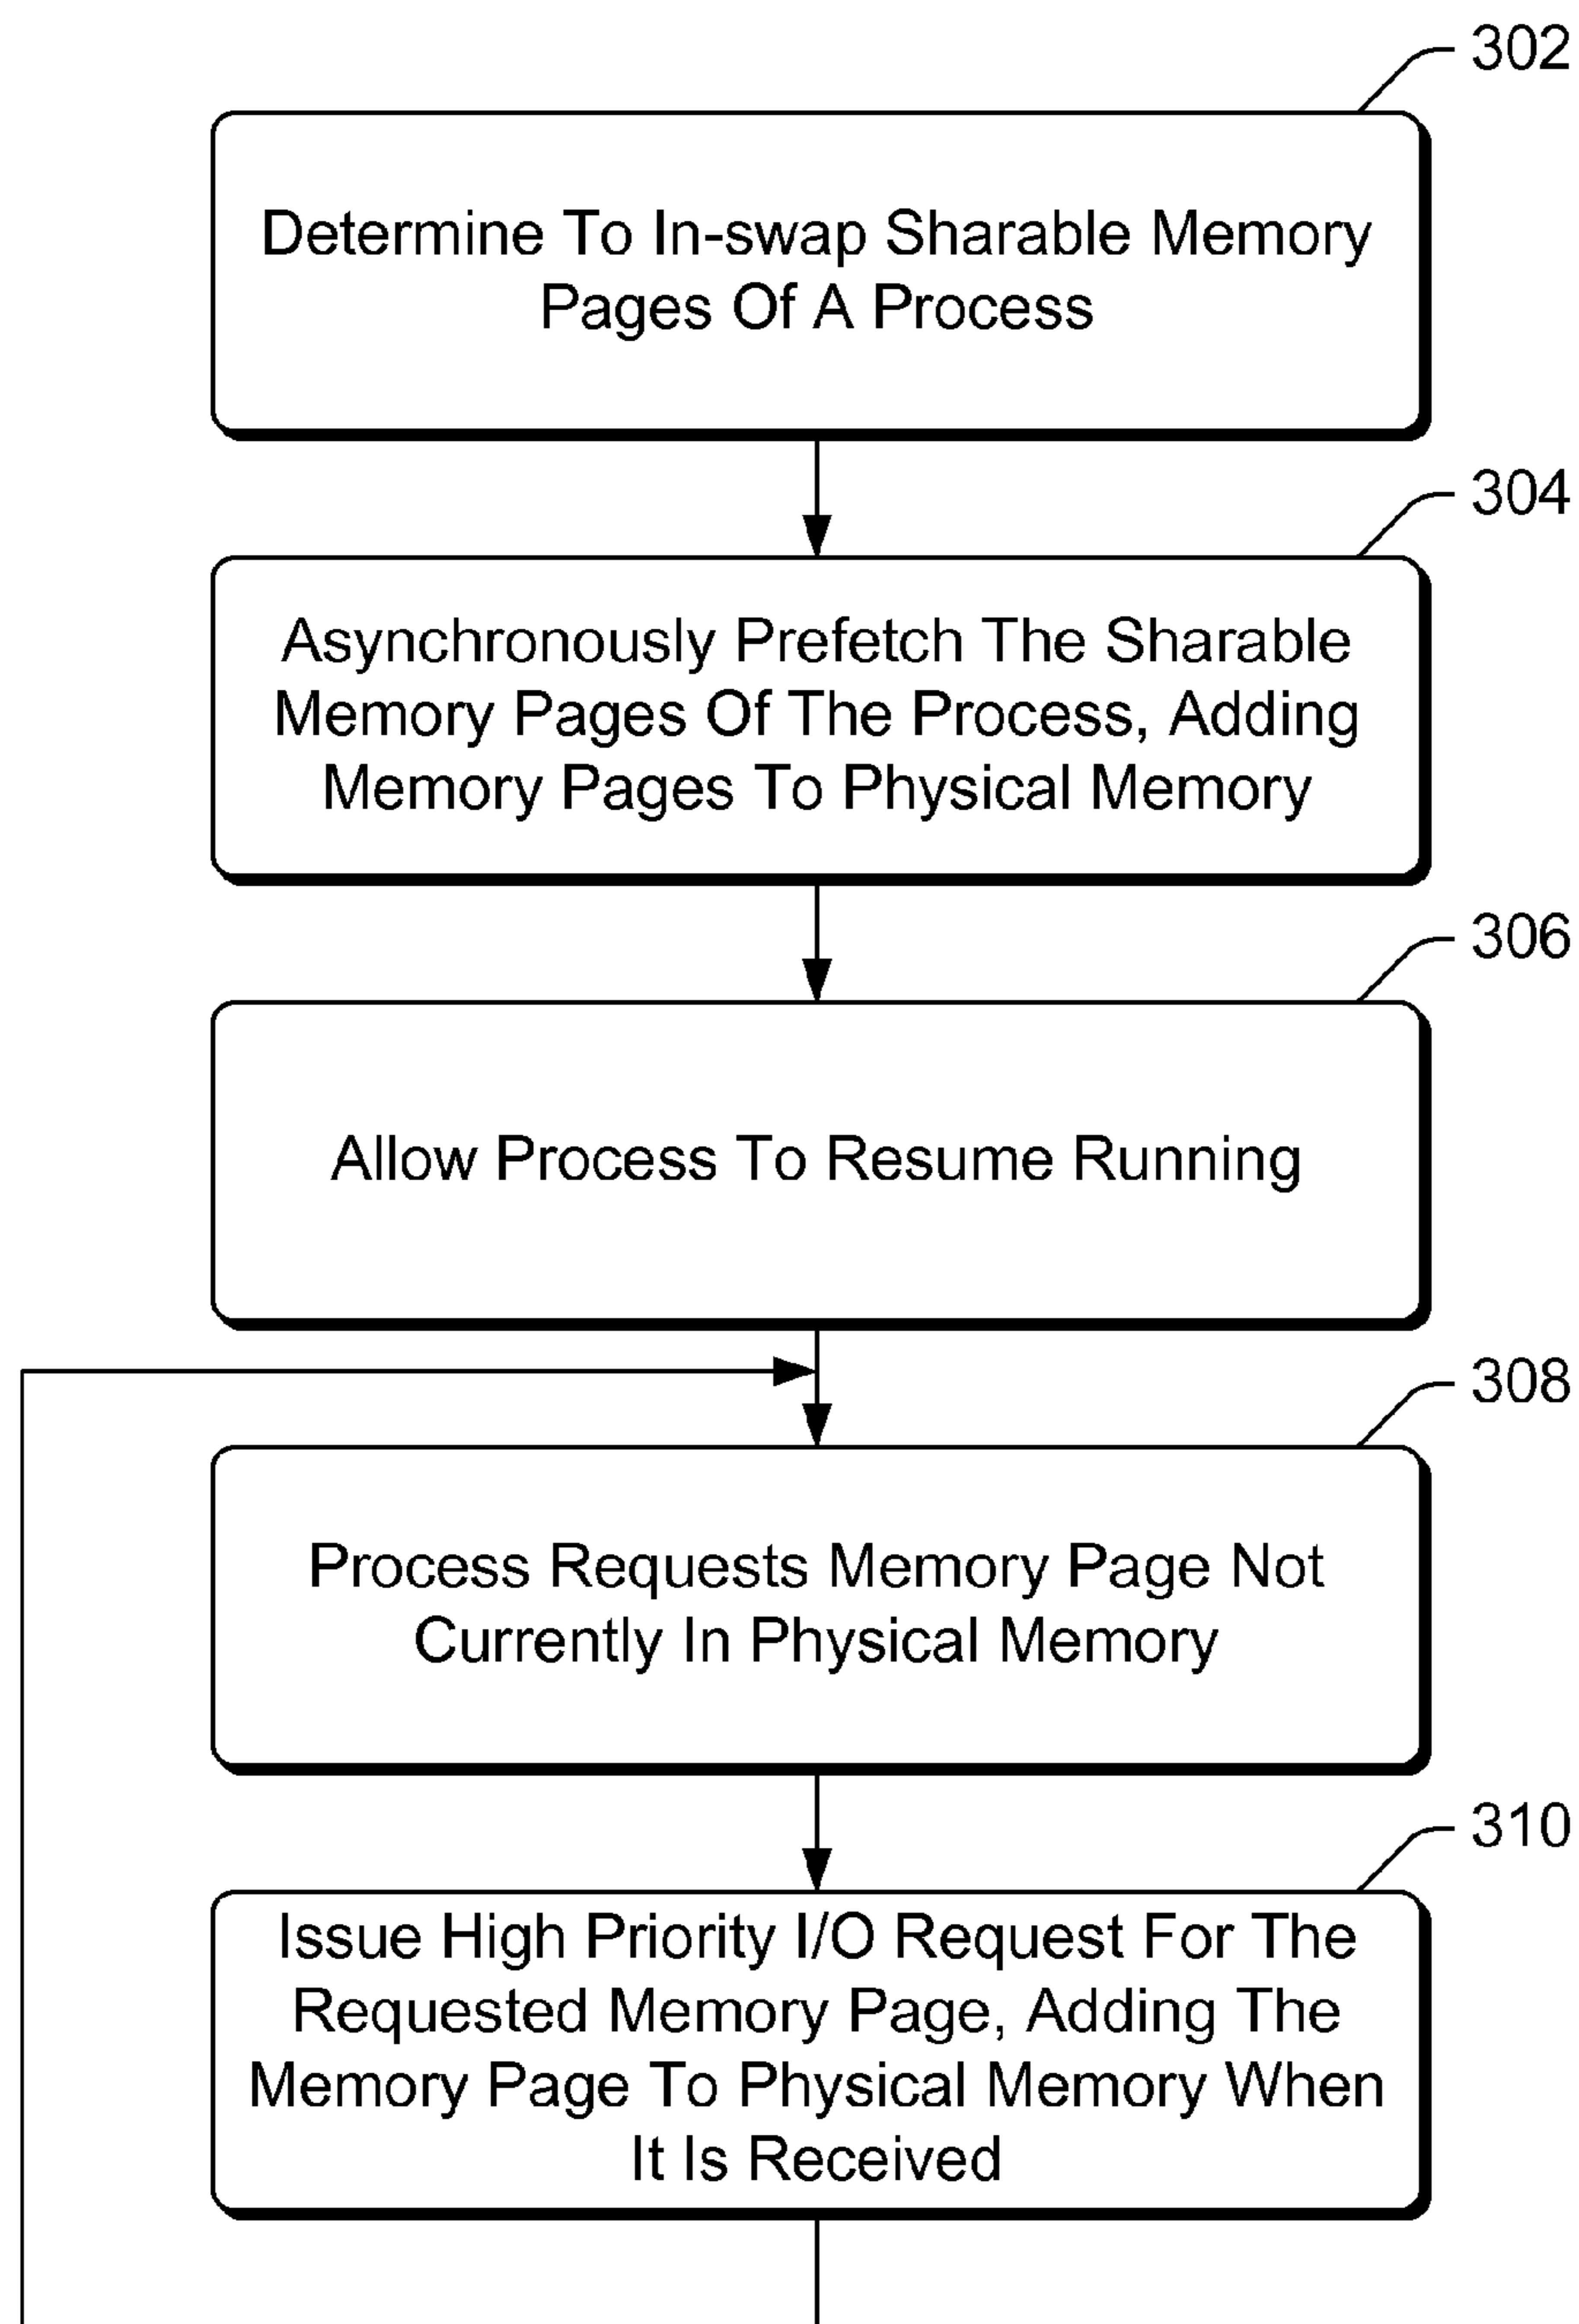 302
Determine To In-swap Sharable Memory
Pages Of A Process
304
Asynchronously Prefetch The Sharable
Memory Pages Of The Process, Adding
Memory Pages To Physical Memory
306
Allow Process To Resume Running
308
Process Requests Memory Page Not
Currently In Physical Memory
310
Issue High Priority I/O Request For The
Requested Memory Page, Adding The
Memory Page To Physical Memory When
It Is Received